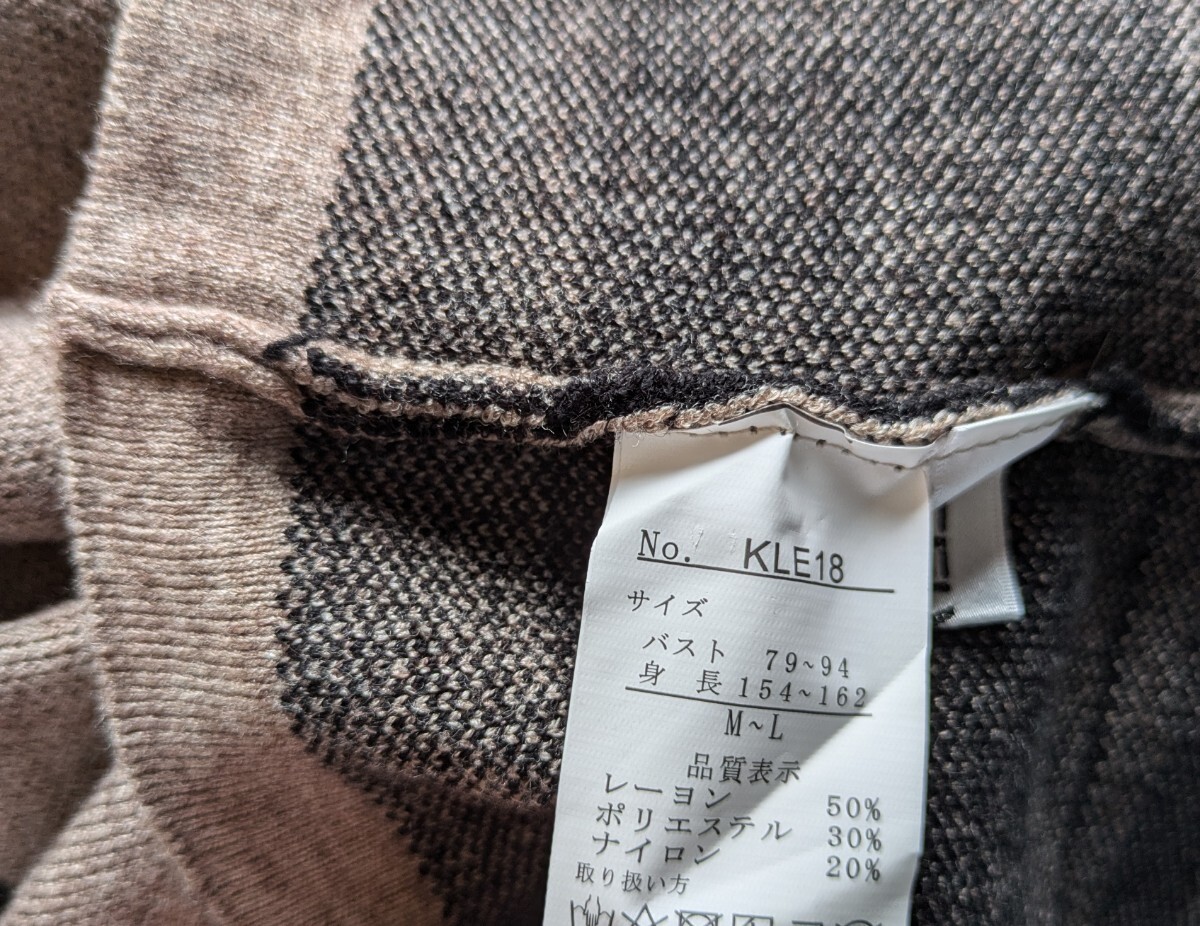 No. KLE18
サイズ
バスト 79~94
身 長 154~162
M~L
品質表示
レーヨン 50%
ポリエステル 30%
ナイロン 20%
取り扱い方